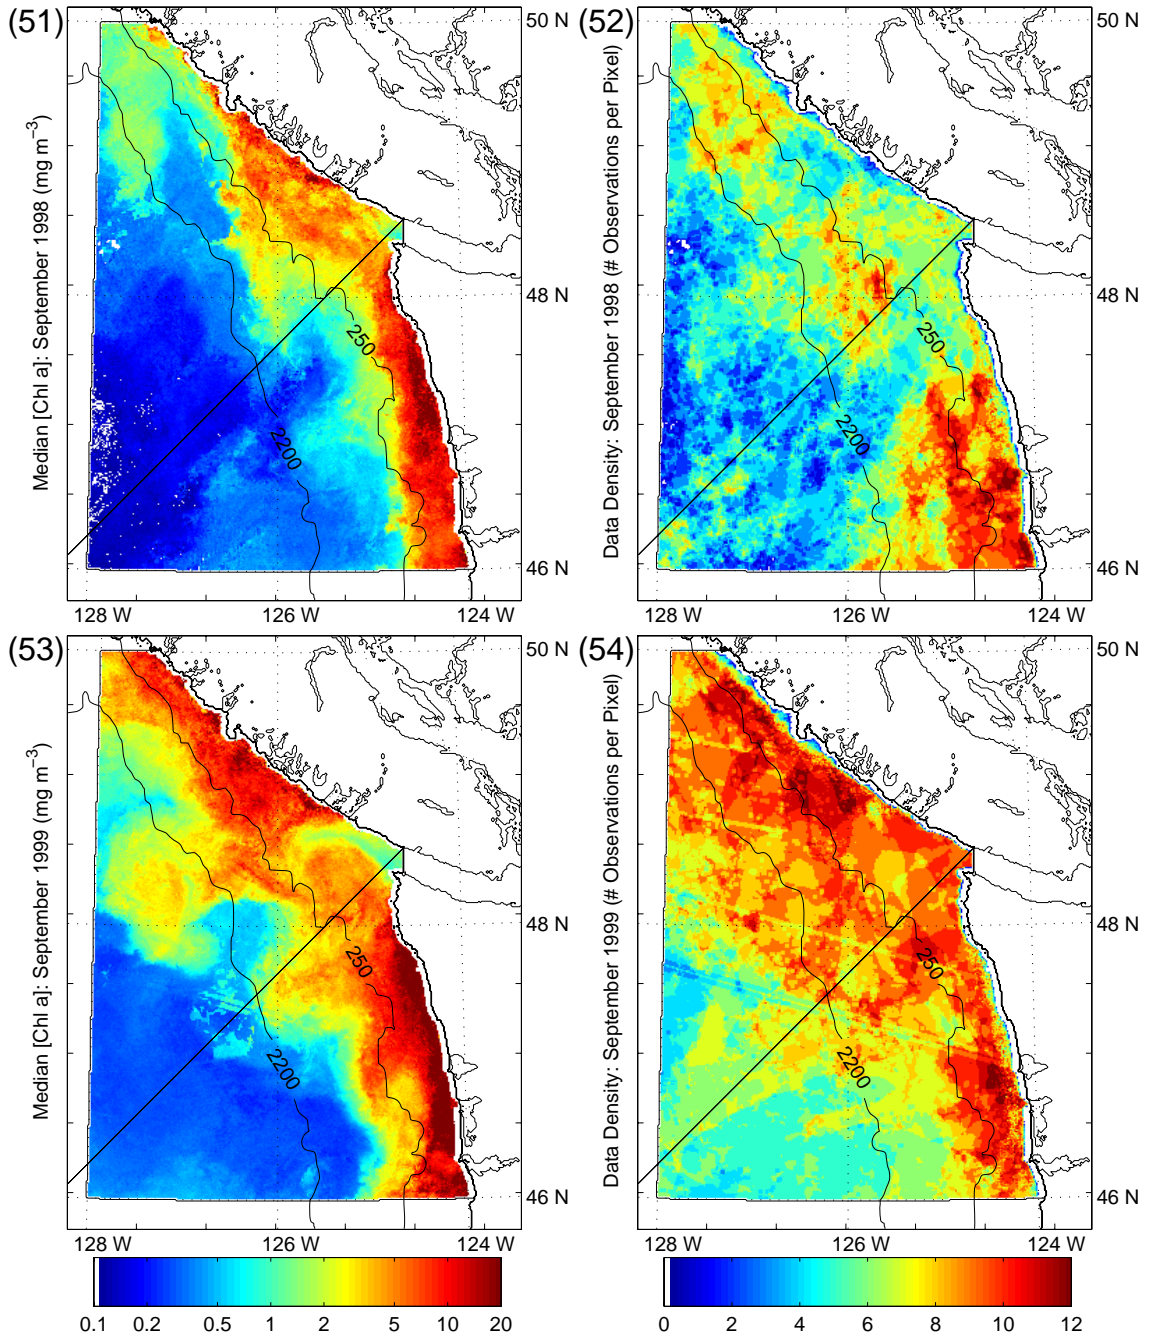 (51)
Median [Chl a]: September 1998 (mg m⁻³)
250
2200
128 W
126 W
124 W
50 N
48 N
46 N
(52)
Data Density: September 1998 (# Observations per Pixel)
250
2200
128 W
126 W
124 W
50 N
48 N
46 N
(53)
Median [Chl a]: September 1999 (mg m⁻³)
250
2200
128 W
126 W
124 W
50 N
48 N
46 N
(54)
Data Density: September 1999 (# Observations per Pixel)
250
2200
128 W
126 W
124 W
50 N
48 N
46 N
0.1 0.2 0.5 1 2 5 10 20
0 2 4 6 8 10 12